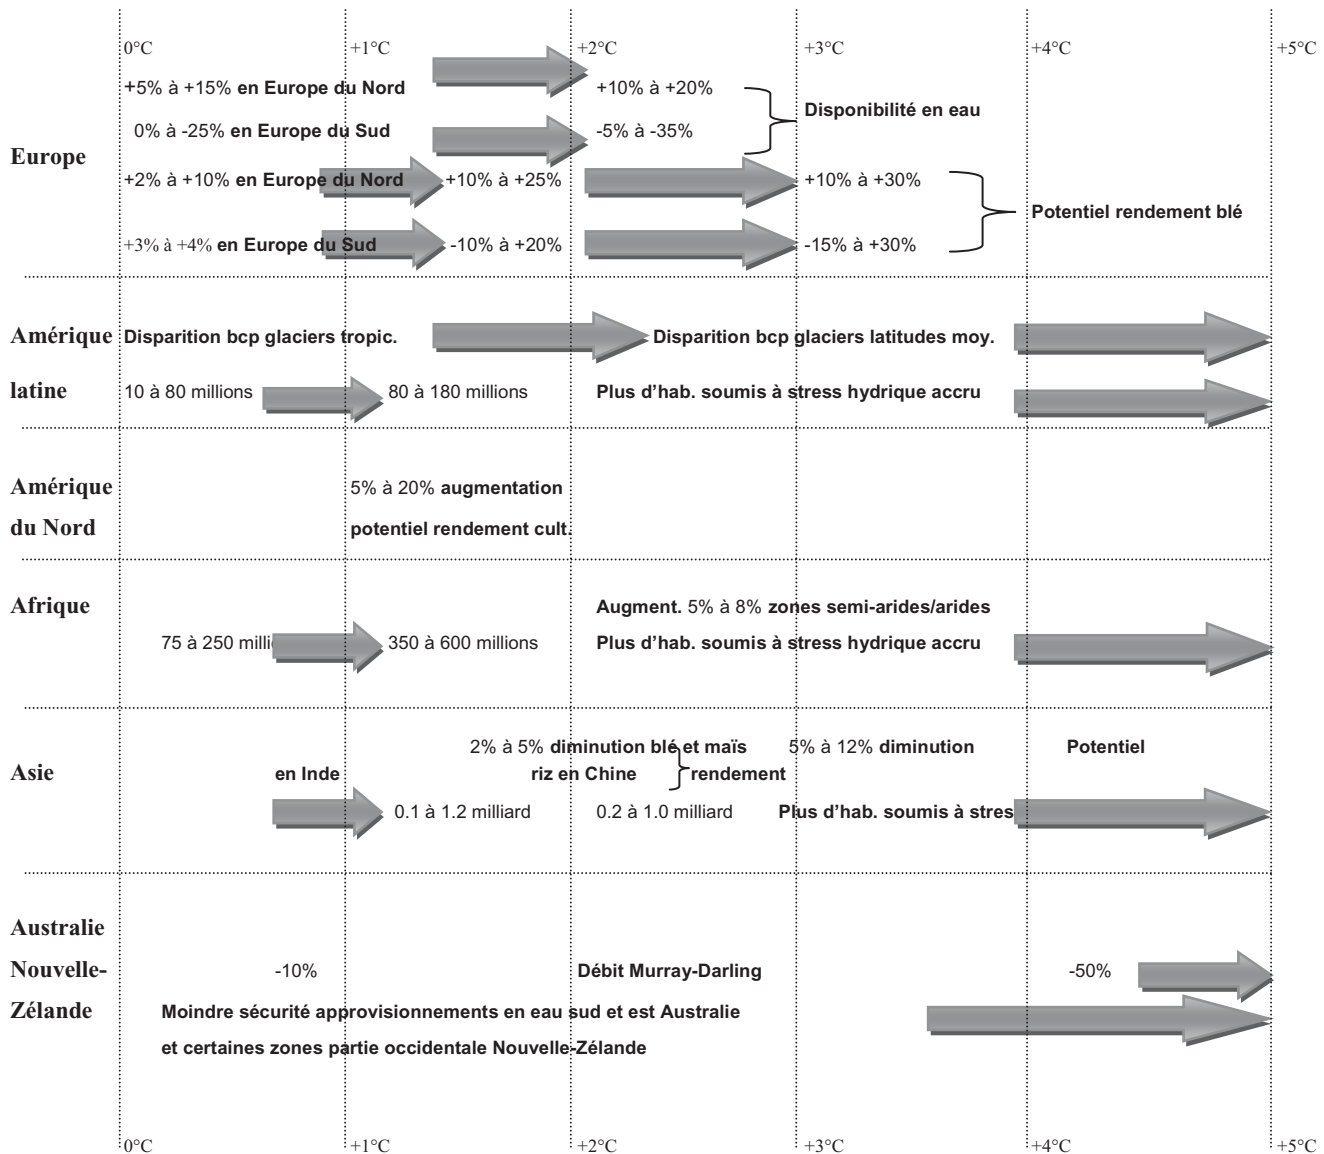 0°C +1°C +2°C +3°C +4°C +5°C
+5% à +15% en Europe du Nord +10% à +20%
Disponibilité en eau
0% à -25% en Europe du Sud -5% à -35%
Europe
+2% à +10% en Europe du Nord +10% à +25% +10% à +30%
Potentiel rendement blé
+3% à +4% en Europe du Sud -10% à +20% -15% à +30%
Amérique Disparition bcp glaciers tropic. Disparition bcp glaciers latitudes moy.
latine 10 à 80 millions 80 à 180 millions Plus d'hab. soumis à stress hydrique accru
Amérique 5% à 20% augmentation
du Nord potentiel rendement cult.
Afrique Augment. 5% à 8% zones semi-arides/arides
75 à 250 milli 350 à 600 millions Plus d'hab. soumis à stress hydrique accru
2% à 5% diminution blé et maïs 5% à 12% diminution Potentiel
Asie en Inde riz en Chine rendement
0.1 à 1.2 milliard 0.2 à 1.0 milliard Plus d'hab. soumis à stres
Australie
Nouvelle- -10% Débit Murray-Darling -50%
Zélande Moindre sécurité approvisionnements en eau sud et est Australie
et certaines zones partie occidentale Nouvelle-Zélande
0°C +1°C +2°C +3°C +4°C +5°C